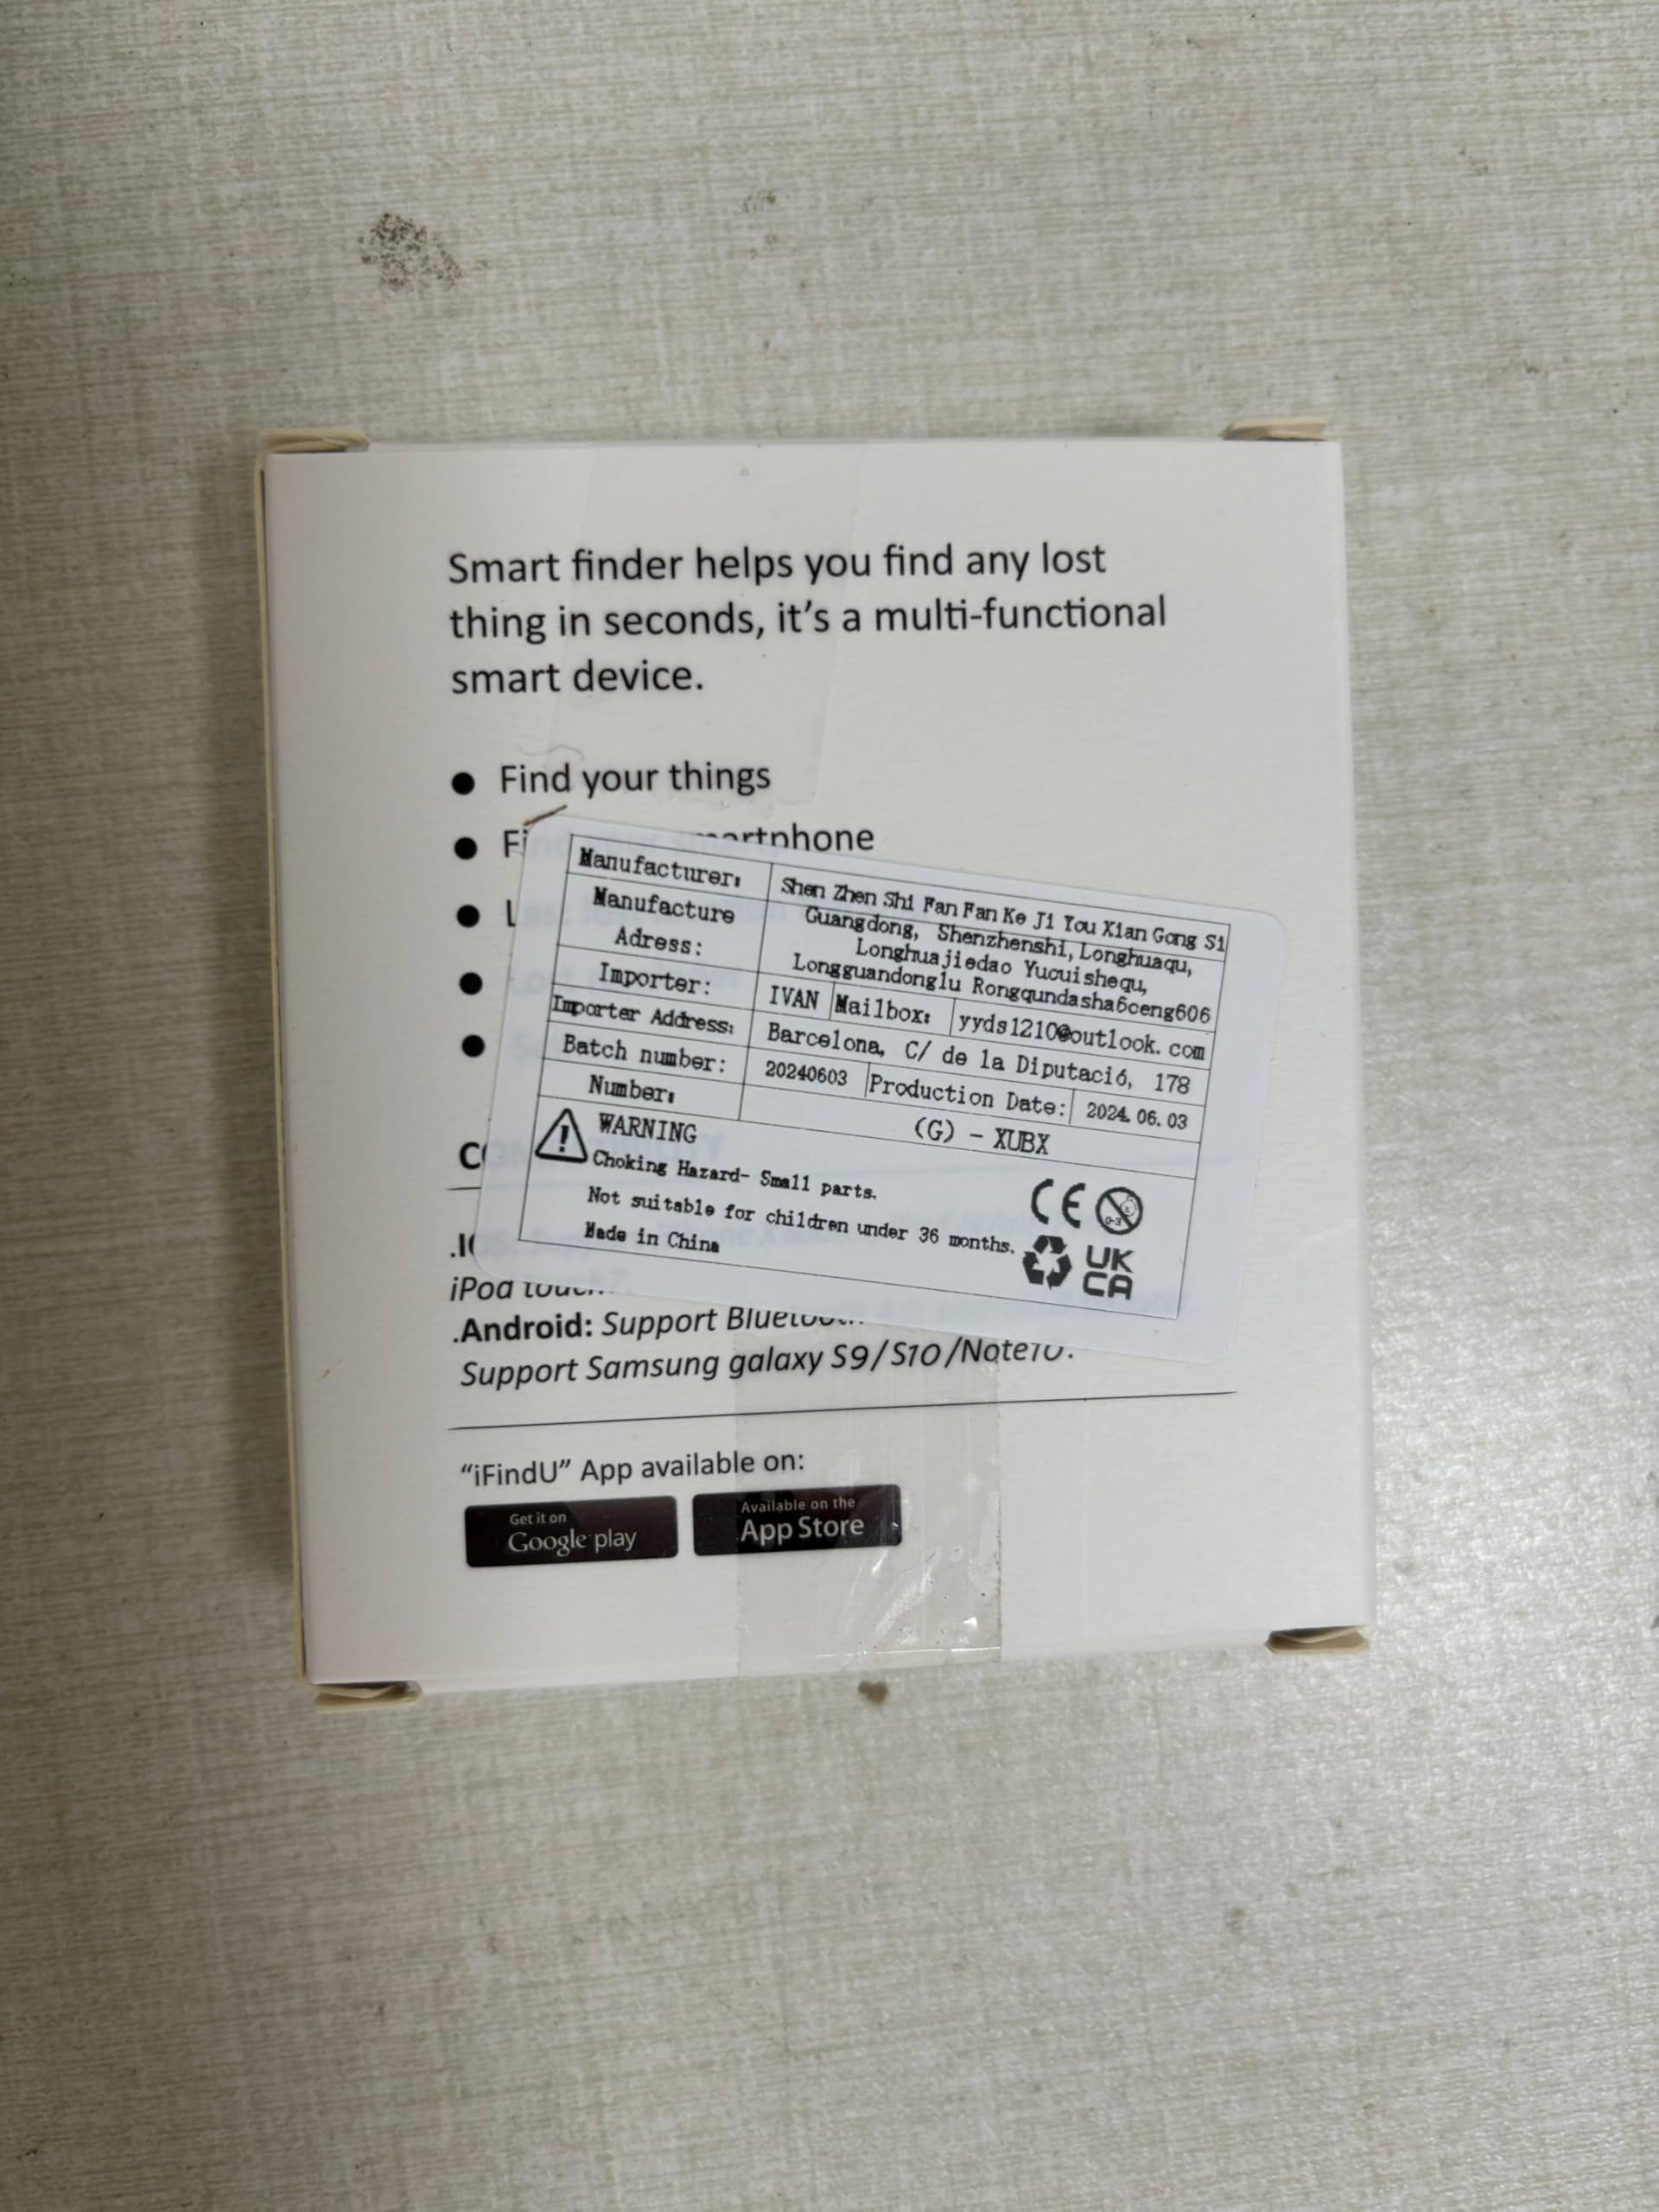 Smart finder helps you find any lost
thing in seconds, it's a multi-functional
smart device.
● Find your things
● Fi smartphone
● L
●
●
Manufacturer: Shen Zhen Shi Fan Fan Ke Ji You Xian Gong Si
Manufacture Adress: Guangdong, Shenzhenshi, Longhuaqu,
Longhuajiedao Yucuishequ,
Longguandonglu Rongqundasha6ceng606
Importer: IVAN Mailbox: yyds1210@outlook.com
Importer Address: Barcelona, C/ de la Diputació, 178
Batch number: 20240603 Production Date: 2024.06.03
Number: (G) - XUBX
WARNING
Choking Hazard- Small parts.
Not suitable for children under 36 months.
Made in China
CE 0-3
UK
CA
iPod touch
.Android: Support Bluetooth
Support Samsung galaxy S9/S10/Note10.
“iFindU” App available on:
Get it on
Google play
Available on the
App Store